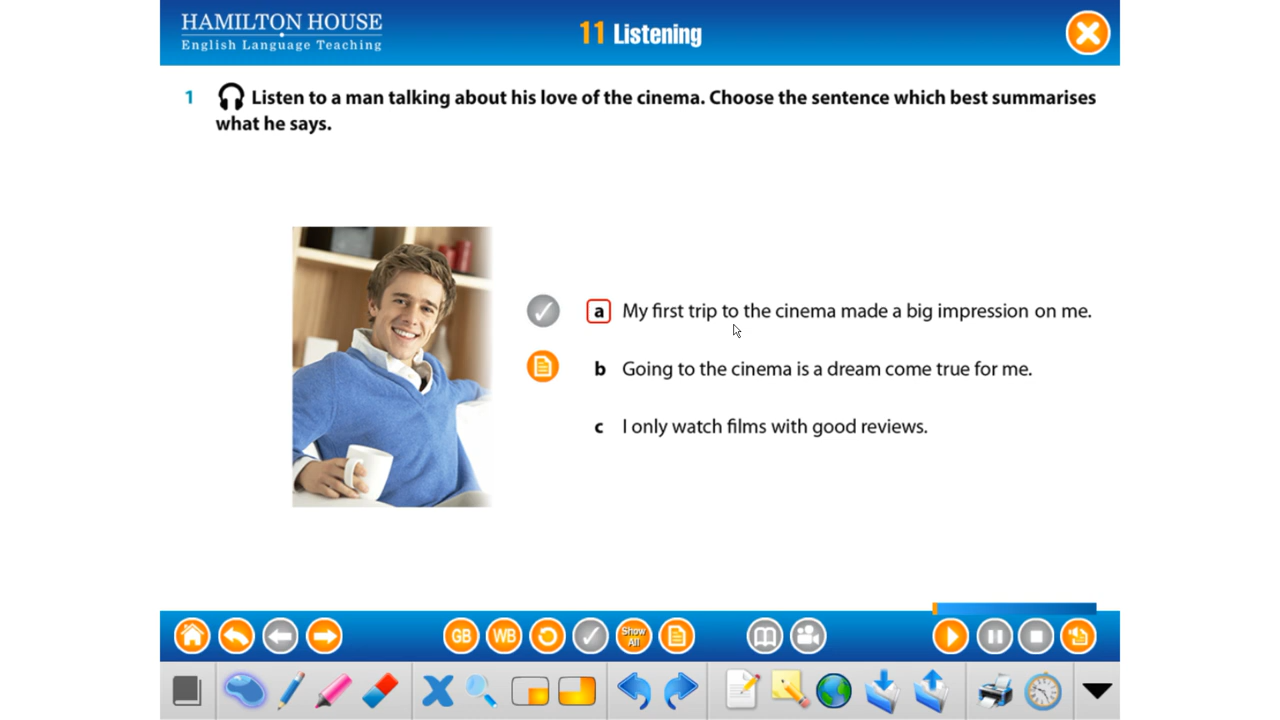 HAMILTON HOUSE
English Language Teaching
11 Listening
1 Listen to a man talking about his love of the cinema. Choose the sentence which best summarises
what he says.
a My first trip to the cinema made a big impression on me.
b Going to the cinema is a dream come true for me.
c I only watch films with good reviews.
GB WB Show
All